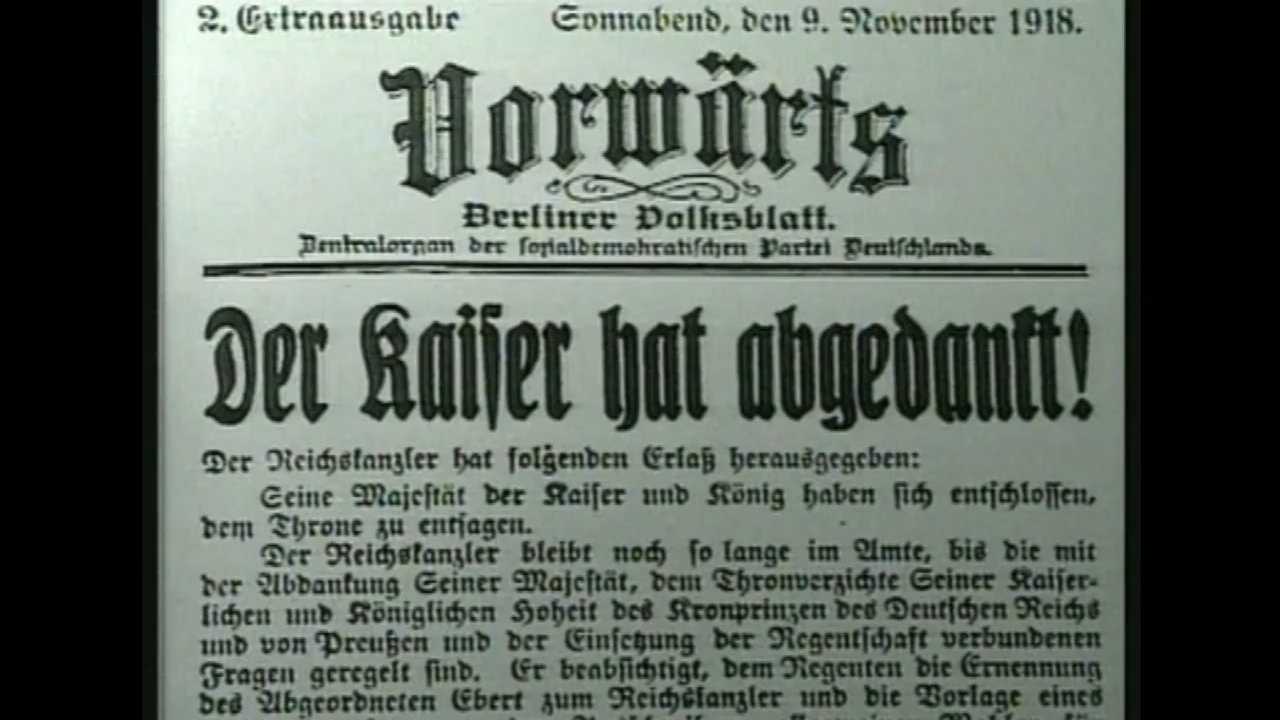 2. Extraausgabe Sonnabend, den 9. November 1918.
Vorwärts
Berliner Volksblatt.
Zentralorgan der sozialdemokratischen Partei Deutschlands.
Der Kaiser hat abgedankt!
Der Reichskanzler hat folgenden Erlaß herausgegeben:
Seine Majestät der Kaiser und König haben sich entschlossen,
dem Throne zu entsagen.
Der Reichskanzler bleibt noch so lange im Amte, bis die mit
der Abdankung Seiner Majestät, dem Thronverzichte Seiner Kaiser-
lichen und Königlichen Hoheit des Kronprinzen des Deutschen Reichs
und von Preußen und der Einsetzung der Regentschaft verbundenen
Fragen geregelt sind. Er beabsichtigt, dem Regenten die Ernennung
des Abgeordneten Ebert zum Reichskanzler und die Vorlage eines